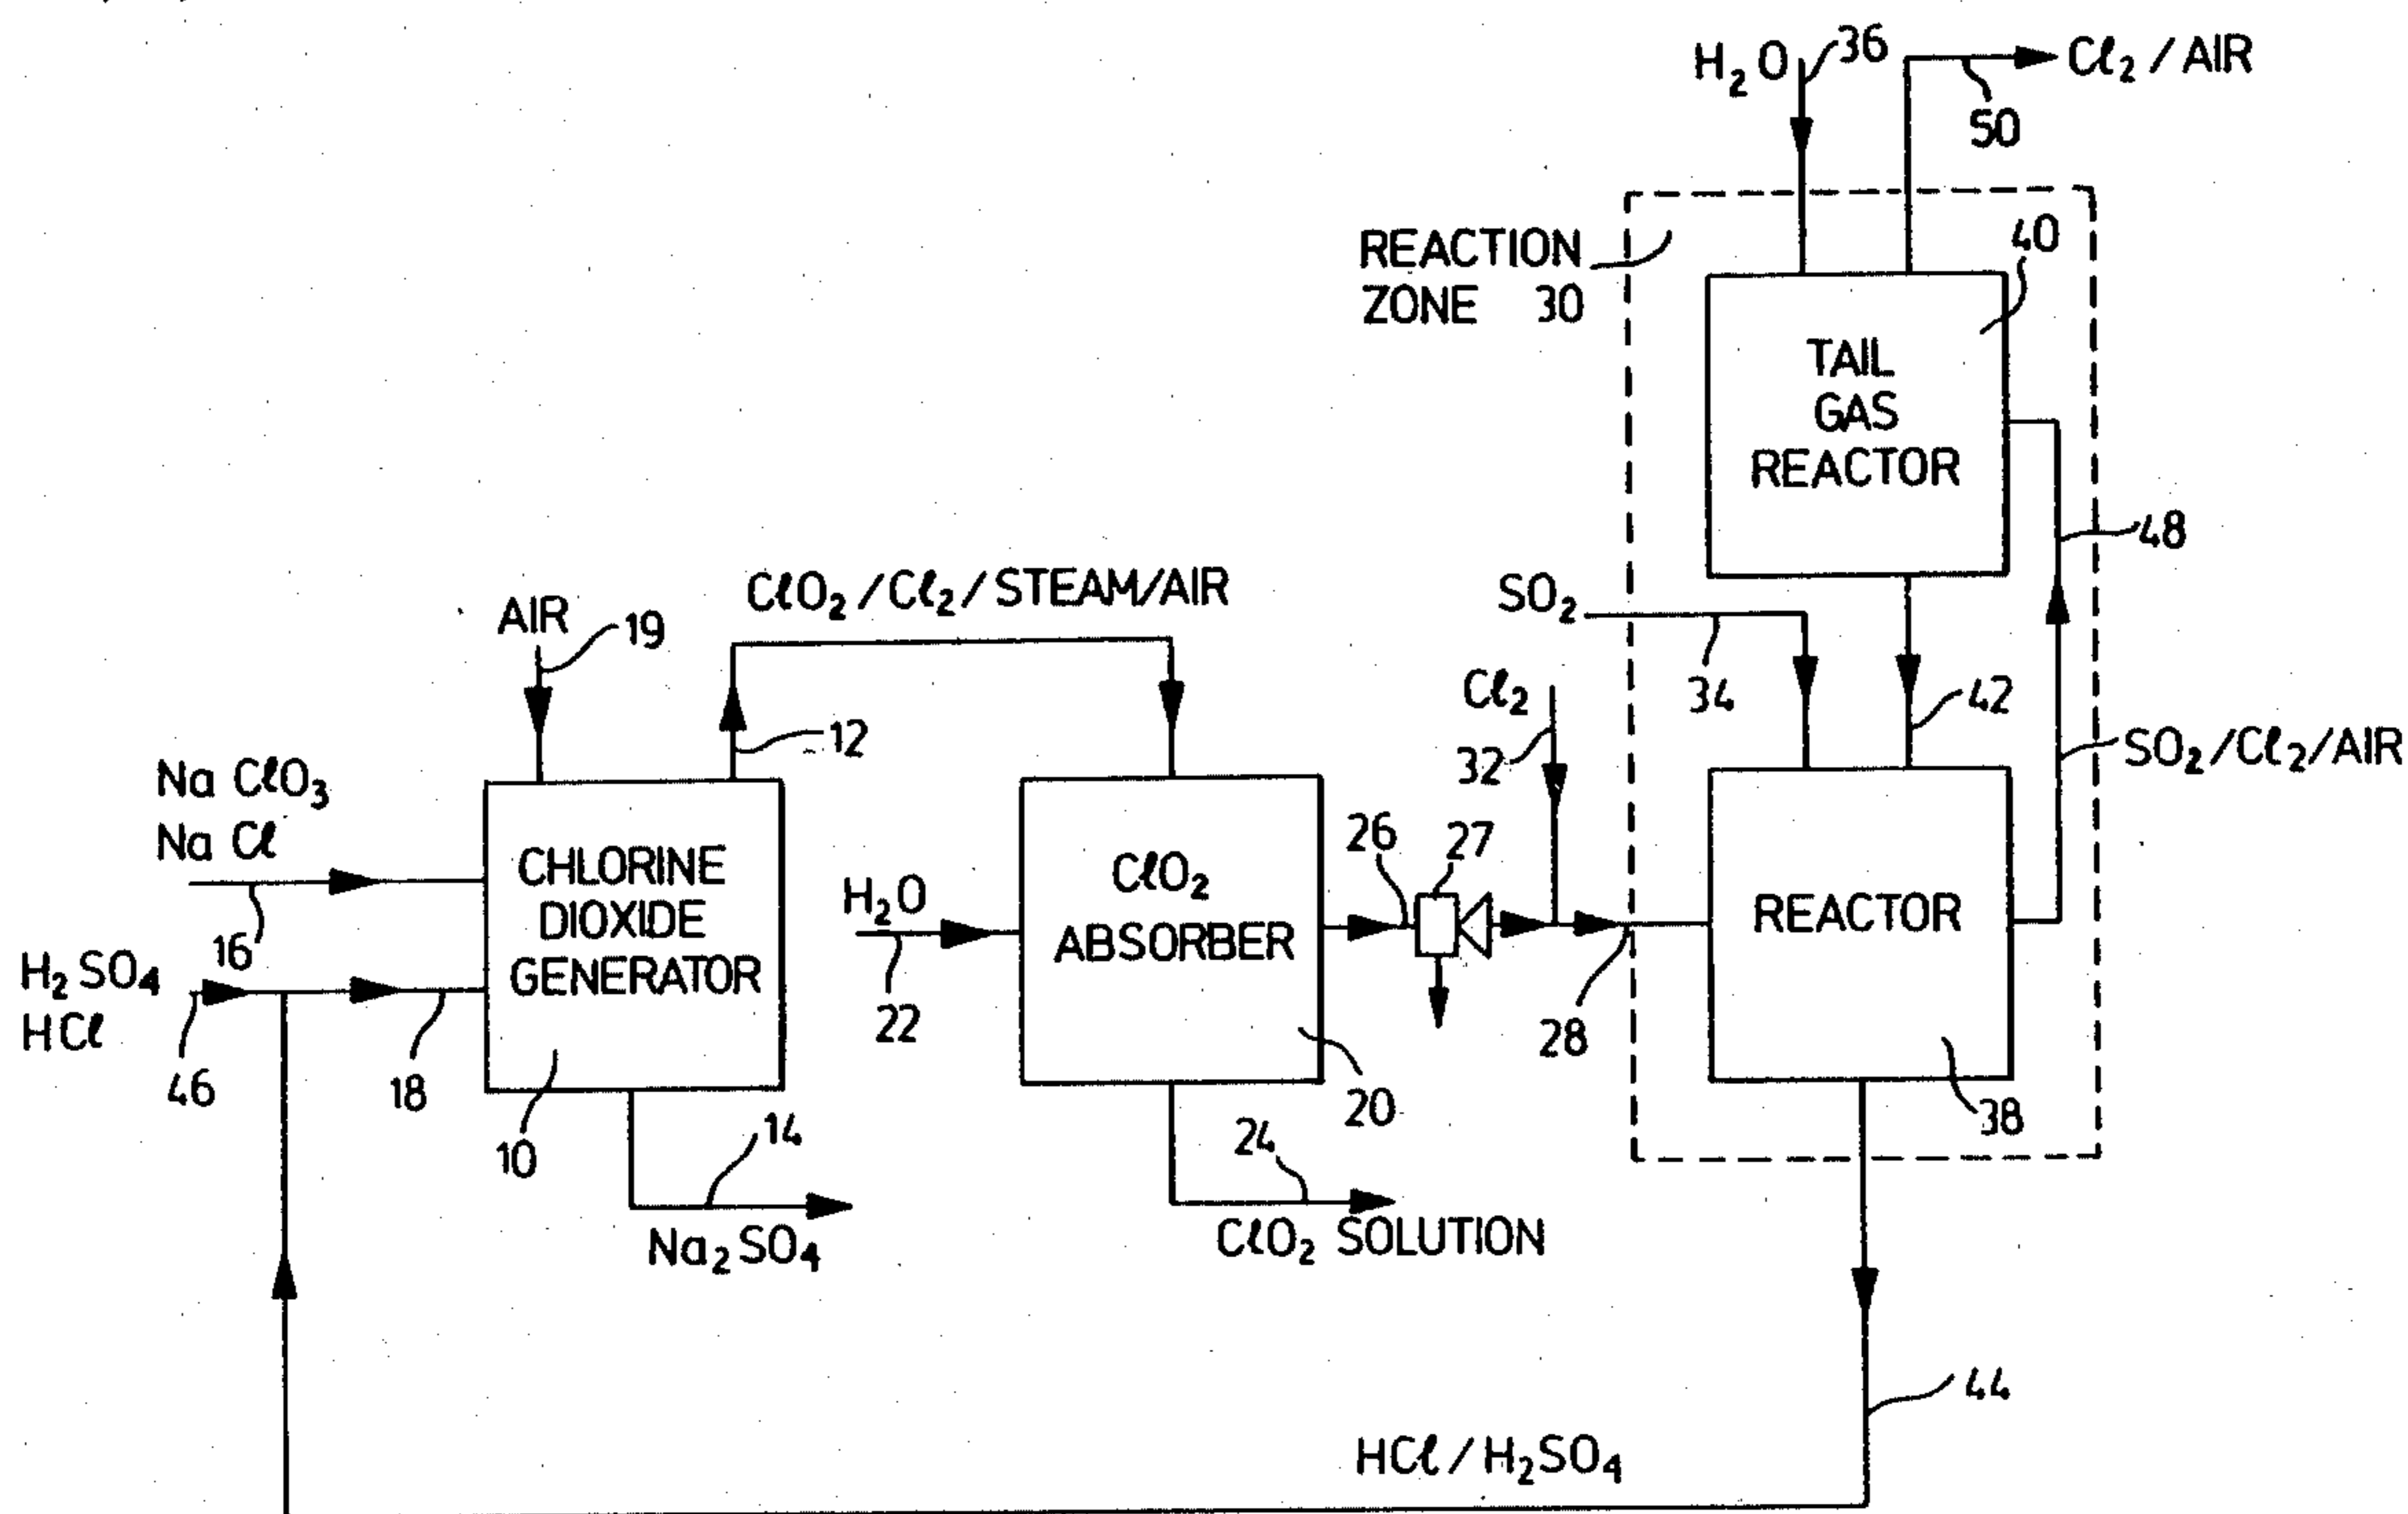 H₂O 36
Cl₂ / AIR
50
REACTION
ZONE 30
40
TAIL
GAS
REACTOR
48
ClO₂ / Cl₂ / STEAM/AIR
SO₂
34
AIR 19
Cl₂
32
42
12
SO₂/Cl₂/AIR
Na ClO₃
Na Cl
CHLORINE
DIOXIDE
GENERATOR
H₂O
22
ClO₂
ABSORBER
26 27
REACTOR
16
H₂SO₄
HCl
46
18
28
10
14
20
24
38
Na₂SO₄
ClO₂ SOLUTION
44
HCl / H₂SO₄